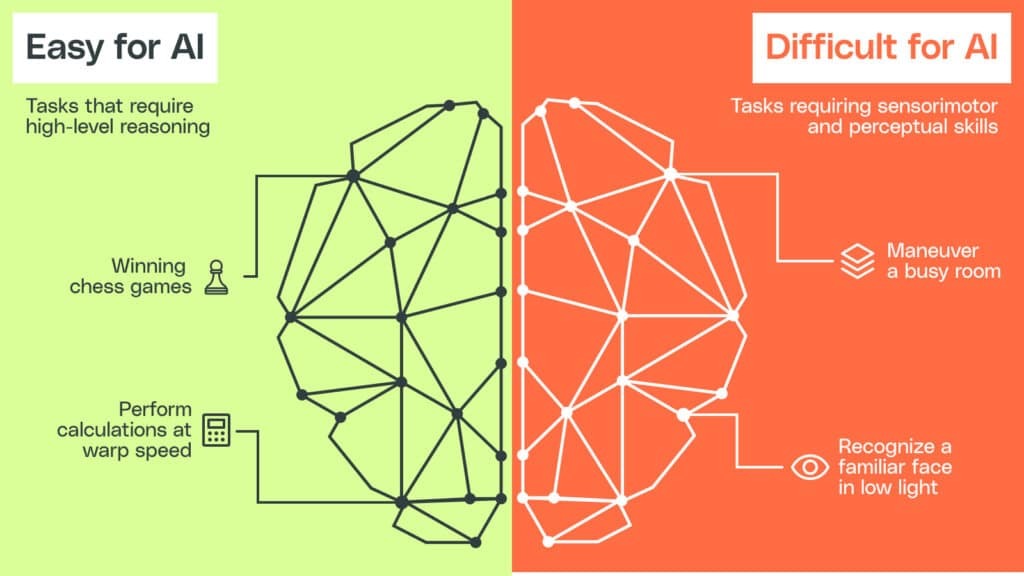 Easy for AI
Tasks that require
high-level reasoning
Winning
chess games
Perform
calculations at
warp speed
Difficult for AI
Tasks requiring sensorimotor
and perceptual skills
Maneuver
a busy room
Recognize a
familiar face
in low light